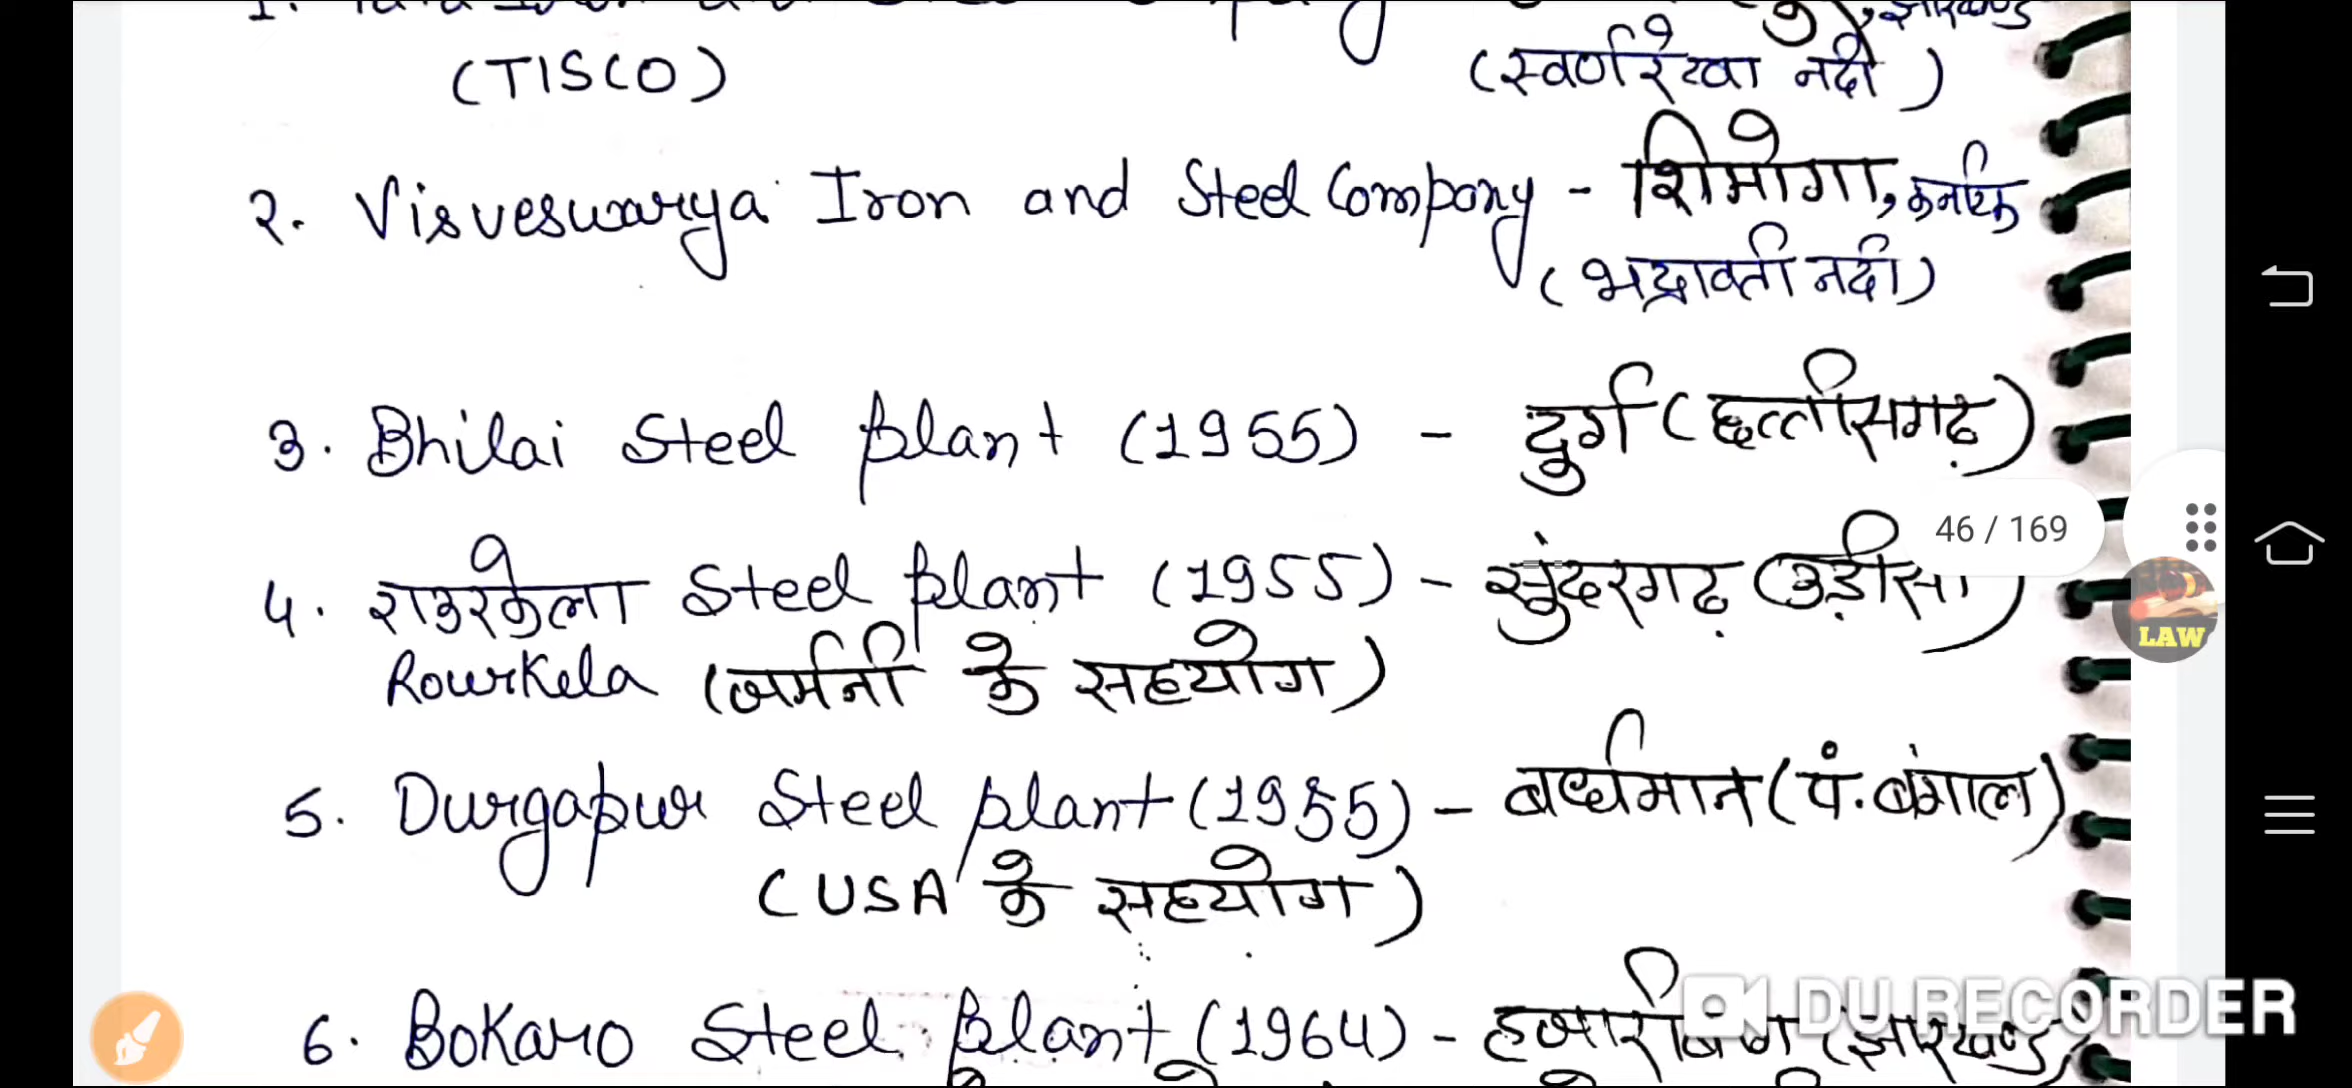 (TISCO)
(स्वर्णरेखा नदी)
2. Visveswarya Iron and Steel Company - शिमोगा, कर्नाटक
(भद्रावती नदी)
3. Bhilai Steel plant (1955) - दुर्ग (छत्तीसगढ़)
46 / 169
4. राउरकेला Steel plant (1955) - सुंदरगढ़ (उड़ीसा)
Rourkela (जर्मनी के सहयोग)
LAW
5. Durgapur Steel plant (1955) - बर्धमान (पं. बंगाल)
(USA के सहयोग)
6. Bokaro Steel plant (1964) - हजारीबाग (झारखण्ड)
DU RECORDER